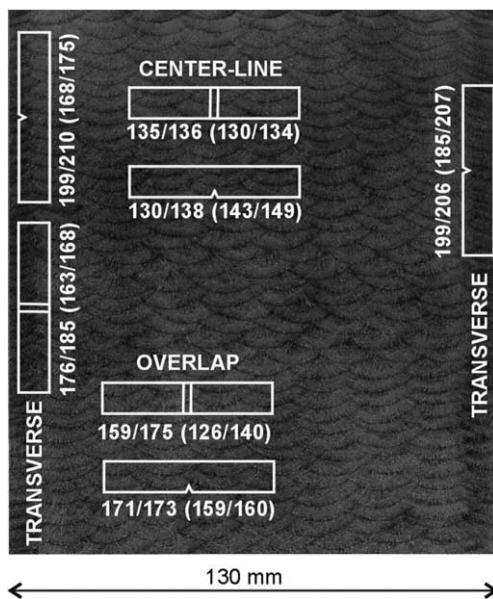 199/210 (168/175)
176/185 (163/168)
TRANSVERSE
CENTER-LINE
135/136 (130/134)
130/138 (143/149)
OVERLAP
159/175 (126/140)
171/173 (159/160)
199/206 (185/207)
TRANSVERSE
130 mm